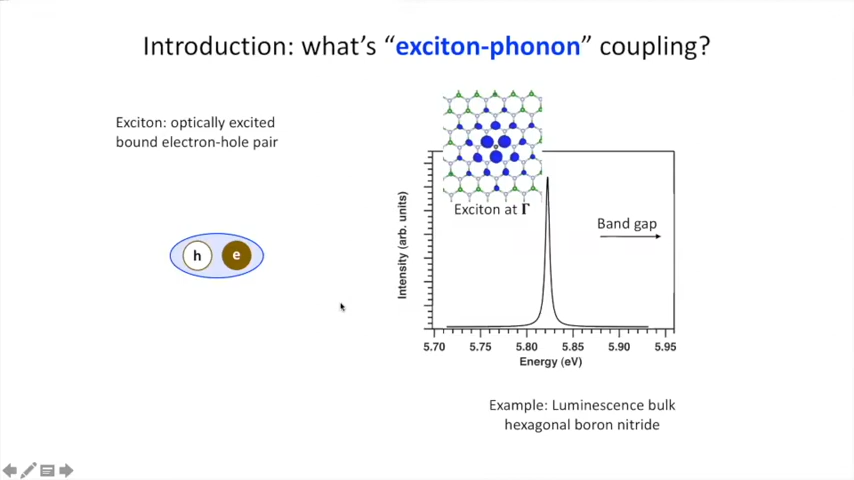 Introduction: what's “exciton-phonon” coupling?
Exciton: optically excited
bound electron-hole pair
h e
Exciton at Γ
Band gap
Intensity (arb. units)
5.70 5.75 5.80 5.85 5.90 5.95
Energy (eV)
Example: Luminescence bulk
hexagonal boron nitride